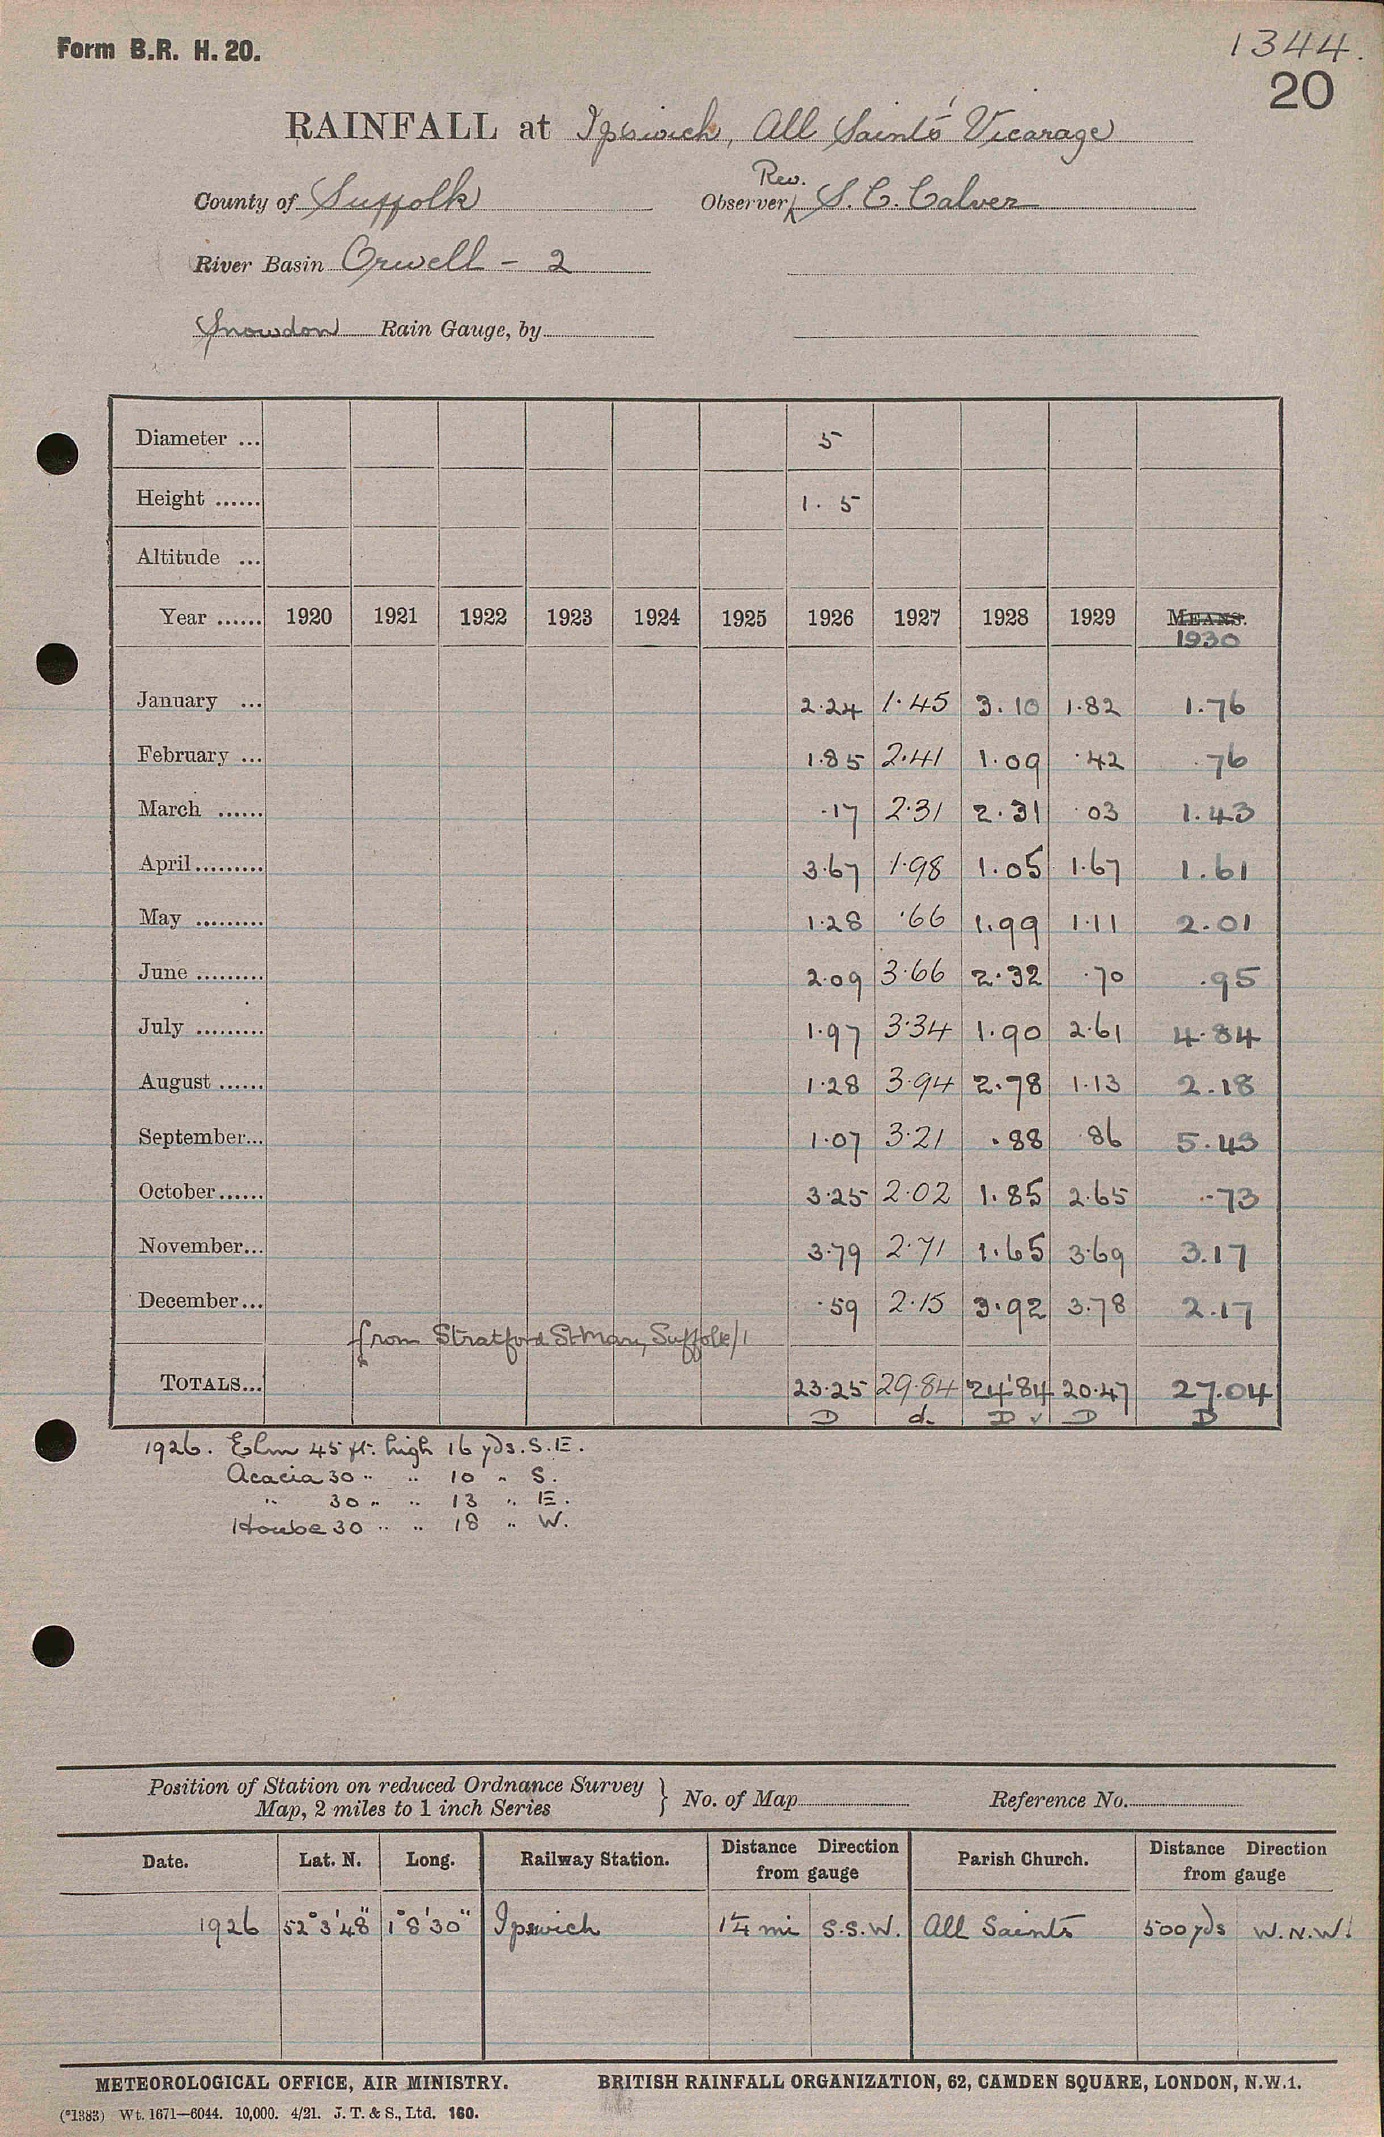 Form B.R. H. 20.
1344.
20
RAINFALL at Ipswich, All Saints' Vicarage
Rev.
County of Suffolk Observer S. C. Calver
River Basin Orwell - 2
Snowdon Rain Gauge, by
Diameter ... 5
Height ...... 1. 5
Altitude ...
Year ...... 1920 1921 1922 1923 1924 1925 1926 1927 1928 1929 MEANS.
1930
January ... 2.24 1.45 3.10 1.82 1.76
February ... 1.85 2.41 1.09 .42 .76
March ...... .17 2.31 2.31 .03 1.43
April ......... 3.67 1.98 1.05 1.67 1.61
May ......... 1.28 .66 1.99 1.11 2.01
June ......... 2.09 3.66 2.32 .70 .95
July ......... 1.97 3.34 1.90 2.61 4.84
August ...... 1.28 3.94 2.78 1.13 2.18
September... 1.07 3.21 .88 .86 5.43
October...... 3.25 2.02 1.85 2.65 .73
November... 3.79 2.71 1.65 3.69 3.17
December... .59 2.15 3.92 3.78 2.17
from Stratford St Mary, Suffolk/1
TOTALS... 23.25 29.84 24.84 20.47 27.04
D d. D v D D
1926. Elm 45 ft. high 16 yds. S.E.
Acacia 30 " " 10 " S.
" 30 " " 13 " E.
House 30 " " 18 " W.
Position of Station on reduced Ordnance Survey
Map, 2 miles to 1 inch Series } No. of Map Reference No.
Date. Lat. N. Long. Railway Station. Distance Direction from gauge Parish Church. Distance Direction from gauge
1926 52° 3' 48" 1° 8' 30" Ipswich 1¼ mi S.S.W. All Saints 500 yds W.N.W.
METEOROLOGICAL OFFICE, AIR MINISTRY. BRITISH RAINFALL ORGANIZATION, 62, CAMDEN SQUARE, LONDON, N.W.1.
(*1383) Wt. 1671—6044. 10,000. 4/21. J. T. & S., Ltd. 160.